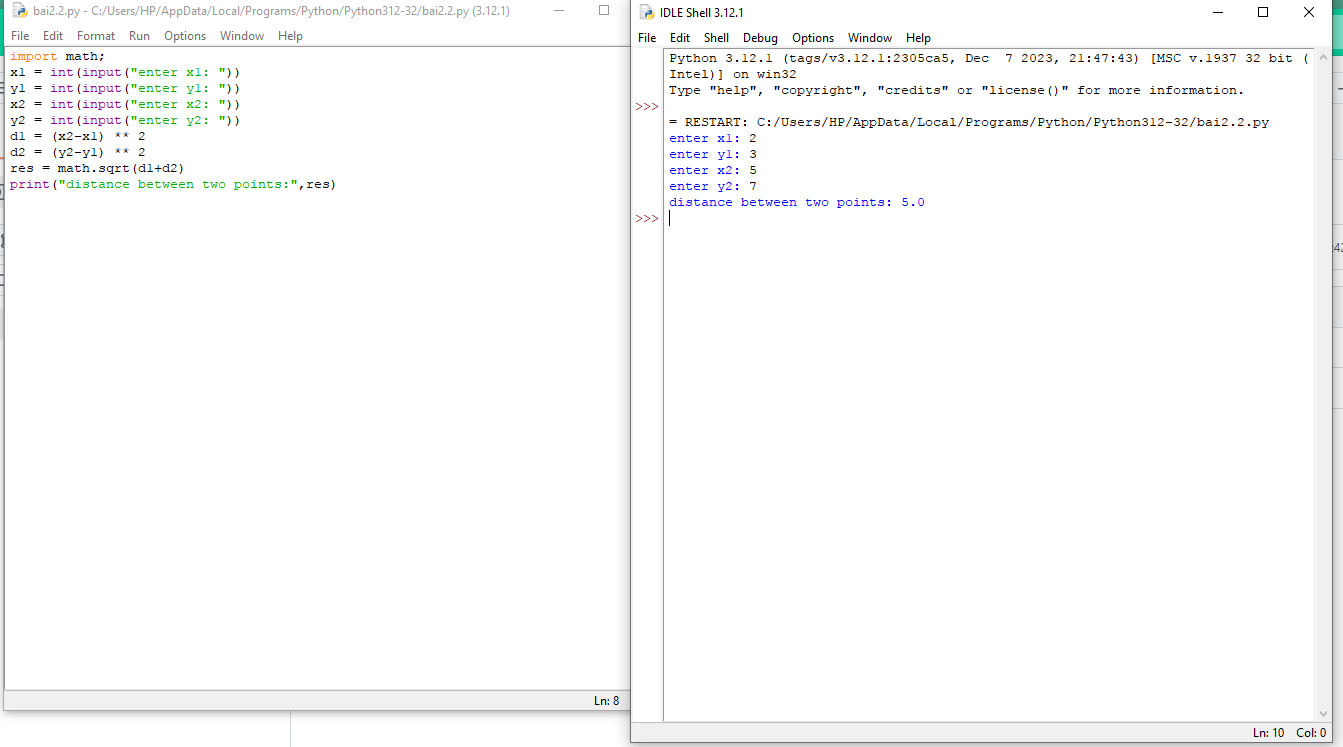 bai2.2.py - C:/Users/HP/AppData/Local/Programs/Python/Python312-32/bai2.2.py (3.12.1)
File Edit Format Run Options Window Help
import math;
x1 = int(input("enter x1: "))
y1 = int(input("enter y1: "))
x2 = int(input("enter x2: "))
y2 = int(input("enter y2: "))
d1 = (x2-x1) ** 2
d2 = (y2-y1) ** 2
res = math.sqrt(d1+d2)
print("distance between two points:",res)
Ln: 8
IDLE Shell 3.12.1
File Edit Shell Debug Options Window Help
Python 3.12.1 (tags/v3.12.1:2305ca5, Dec  7 2023, 21:47:43) [MSC v.1937 32 bit (
Intel)] on win32
Type "help", "copyright", "credits" or "license()" for more information.
>>>
= RESTART: C:/Users/HP/AppData/Local/Programs/Python/Python312-32/bai2.2.py
enter x1: 2
enter y1: 3
enter x2: 5
enter y2: 7
distance between two points: 5.0
>>>
Ln: 10 Col: 0